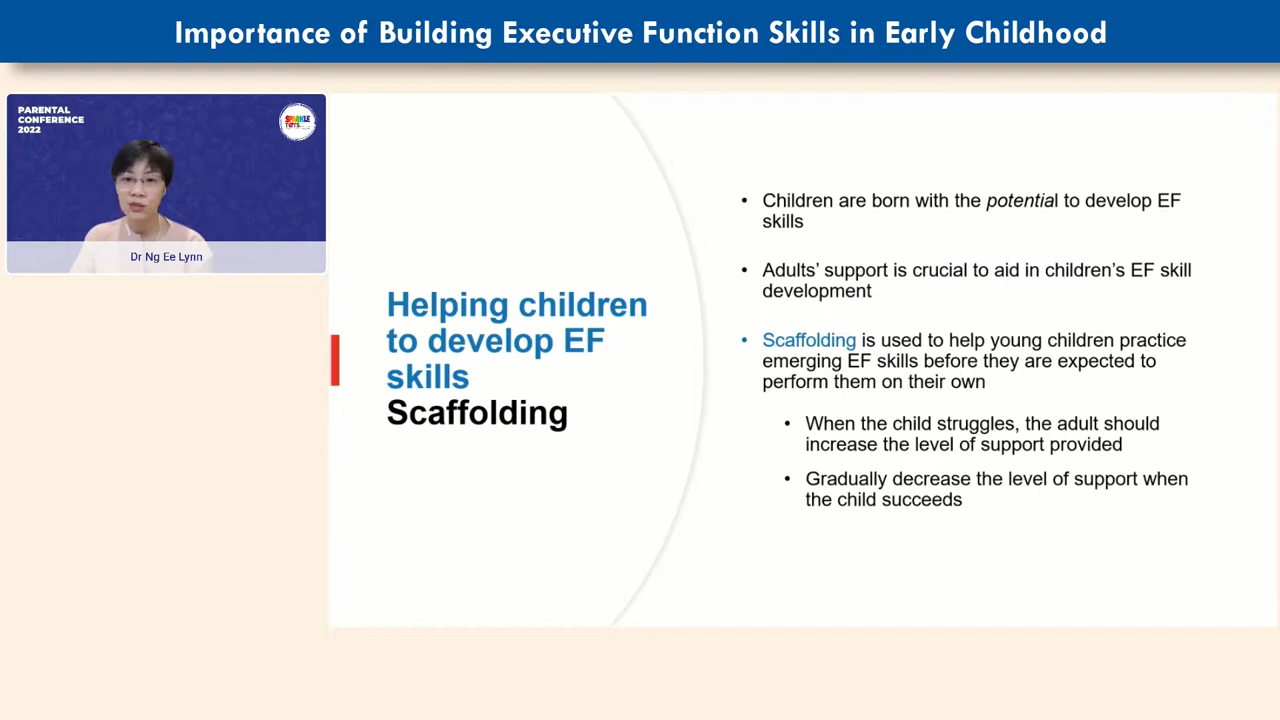 Importance of Building Executive Function Skills in Early Childhood
PARENTAL
CONFERENCE
2022
SPARKLE
TOTS
Dr Ng Ee Lynn
Helping children
to develop EF
skills
Scaffolding
• Children are born with the potential to develop EF
skills
• Adults’ support is crucial to aid in children’s EF skill
development
• Scaffolding is used to help young children practice
emerging EF skills before they are expected to
perform them on their own
• When the child struggles, the adult should
increase the level of support provided
• Gradually decrease the level of support when
the child succeeds